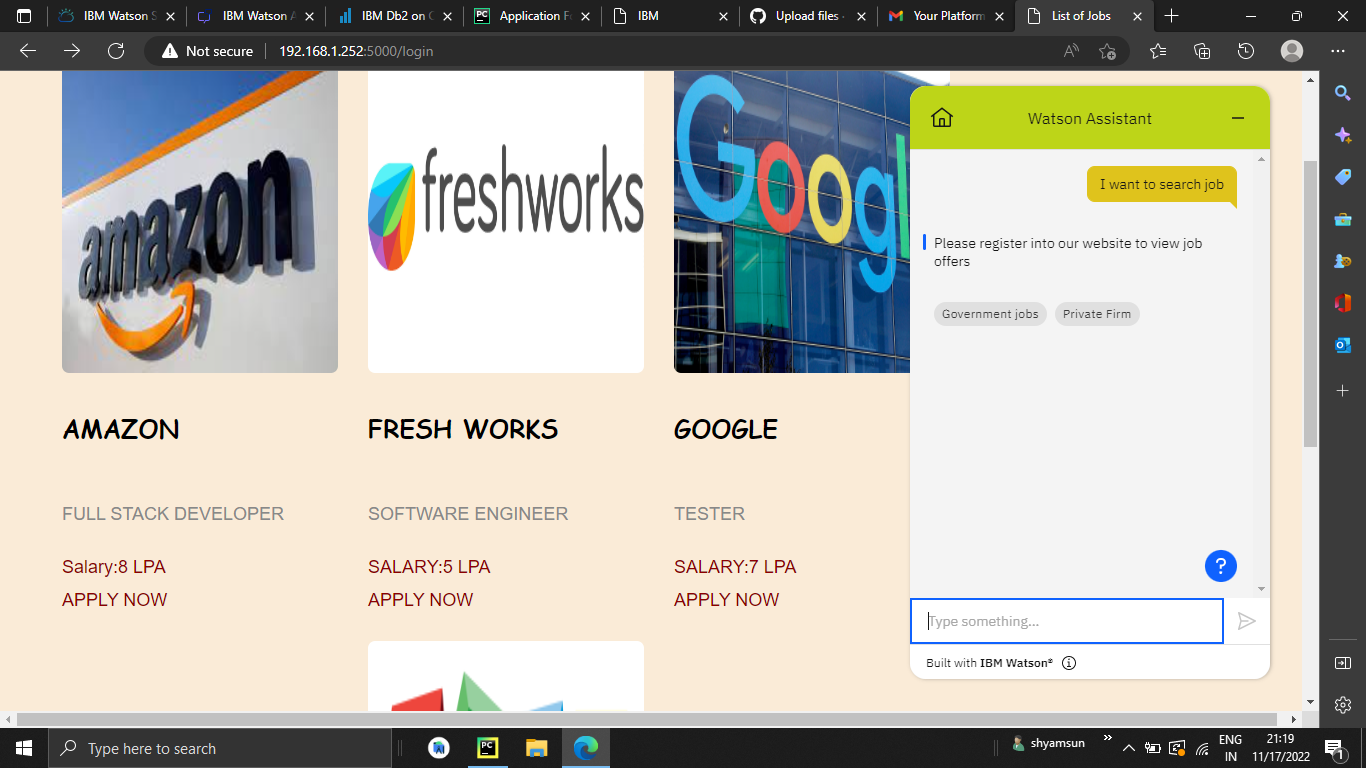 IBM Watson S
IBM Watson A
IBM Db2 on C
Application F
IBM
Upload files
Your Platform
List of Jobs
Not secure
192.168.1.252:5000/login
amazon
freshworks
Googl
AMAZON
FRESH WORKS
GOOGLE
FULL STACK DEVELOPER
SOFTWARE ENGINEER
TESTER
Salary:8 LPA
SALARY:5 LPA
SALARY:7 LPA
APPLY NOW
APPLY NOW
APPLY NOW
Watson Assistant
I want to search job
Please register into our website to view job
offers
Government jobs
Private Firm
?
Type something...
Built with IBM Watson®
Type here to search
PC
shyamsun
ENG
IN
21:19
11/17/2022
1